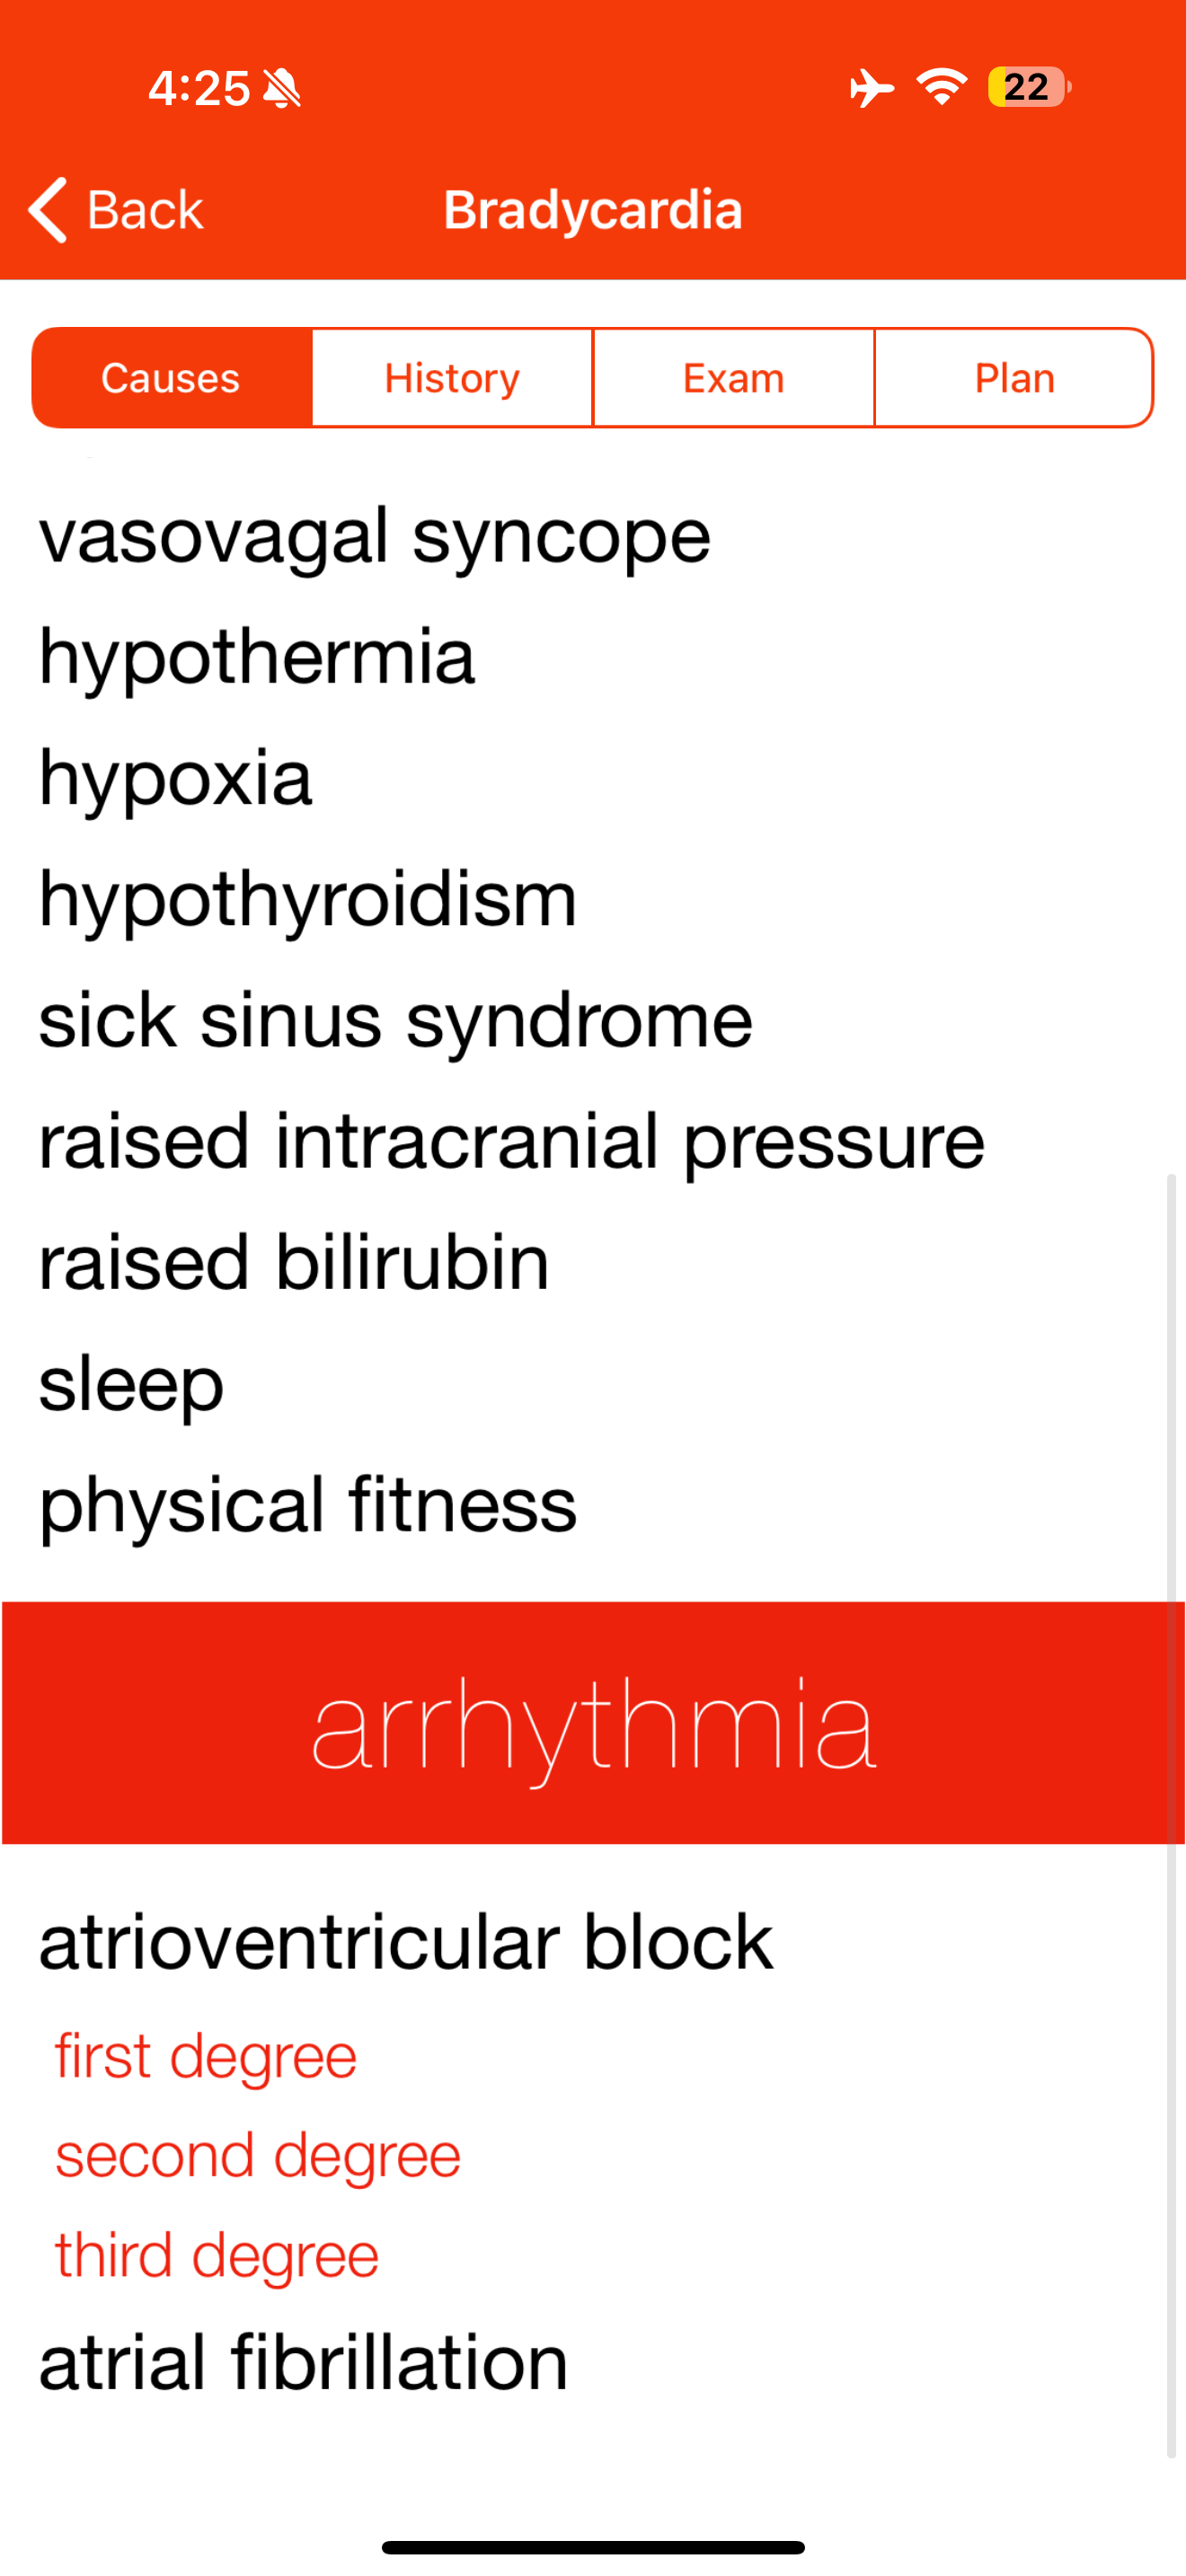 4:25
22
Back
Bradycardia
Causes
History
Exam
Plan
vasovagal syncope
hypothermia
hypoxia
hypothyroidism
sick sinus syndrome
raised intracranial pressure
raised bilirubin
sleep
physical fitness
arrhythmia
atrioventricular block
first degree
second degree
third degree
atrial fibrillation